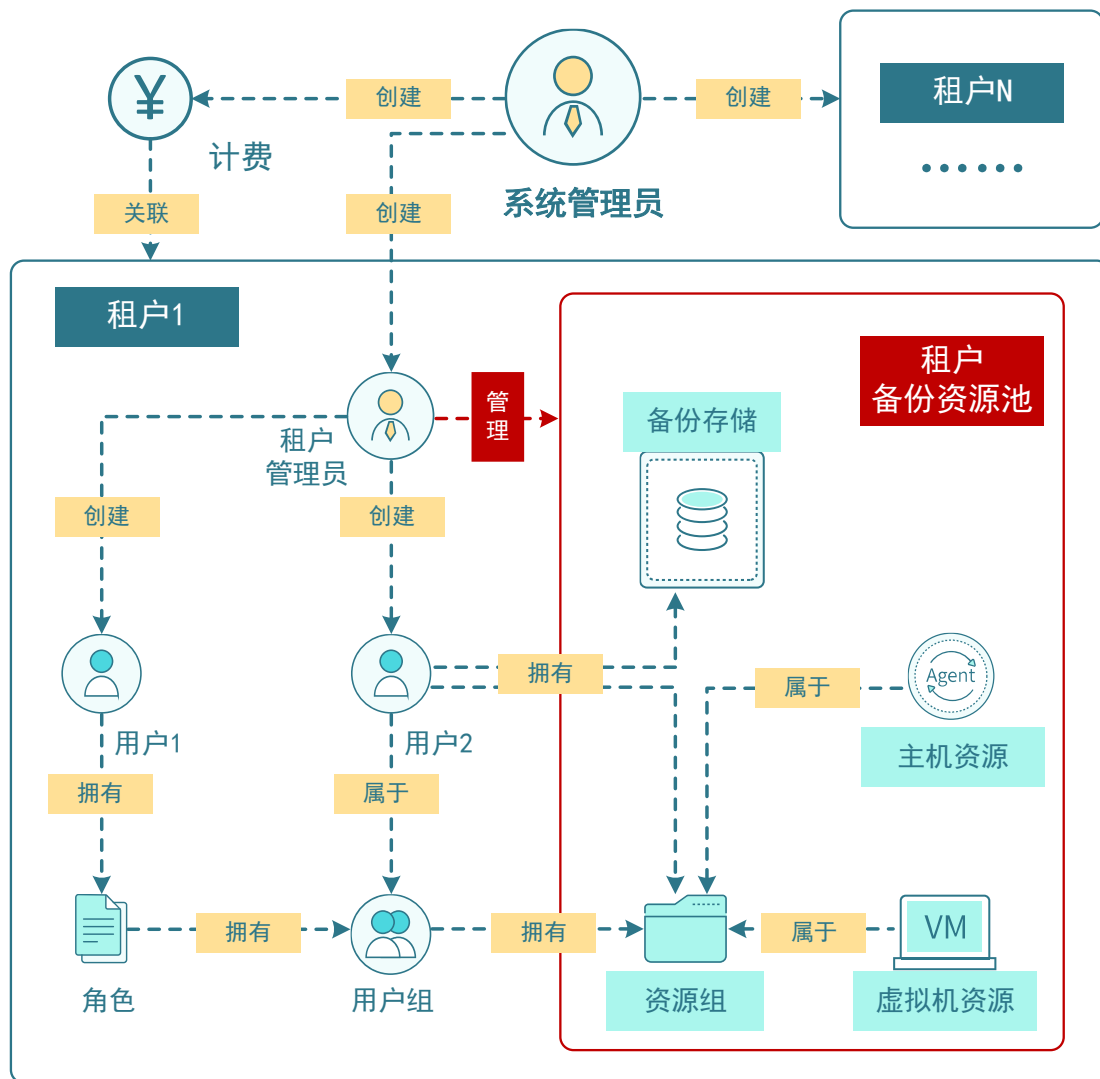 创建
创建
租户N
······
计费
系统管理员
关联
创建
租户1
租户
备份资源池
管
理
备份存储
租户
管理员
创建
创建
拥有
属于
Agent
用户1
用户2
主机资源
拥有
属于
拥有
拥有
属于
VM
角色
用户组
资源组
虚拟机资源